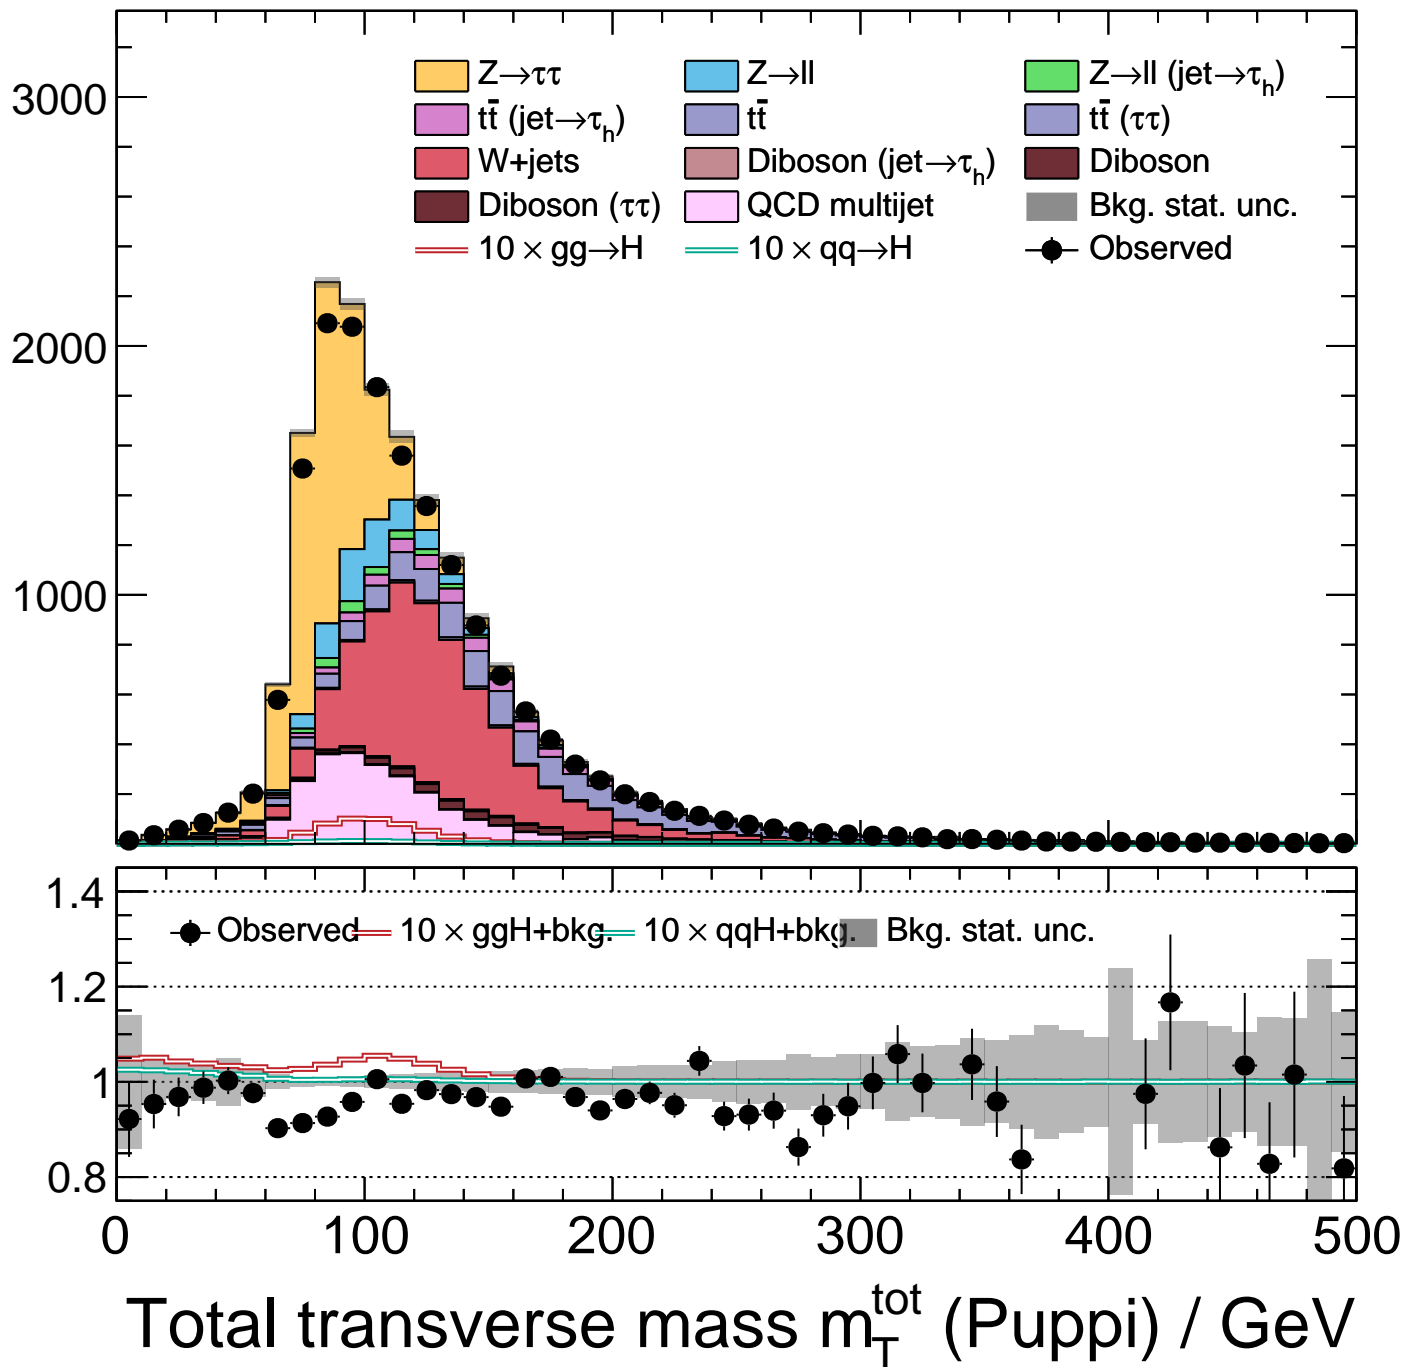 3000
2000
1000
Z→ττ Z→ll Z→ll (jet→τh)
tt̄ (jet→τh) tt̄ tt̄ (ττ)
W+jets Diboson (jet→τh) Diboson
Diboson (ττ) QCD multijet Bkg. stat. unc.
10 × gg→H 10 × qq→H Observed
1.4
1.2
1
0.8
Observed 10 × ggH+bkg. 10 × qqH+bkg. Bkg. stat. unc.
0 100 200 300 400 500
Total transverse mass m_T^tot (Puppi) / GeV